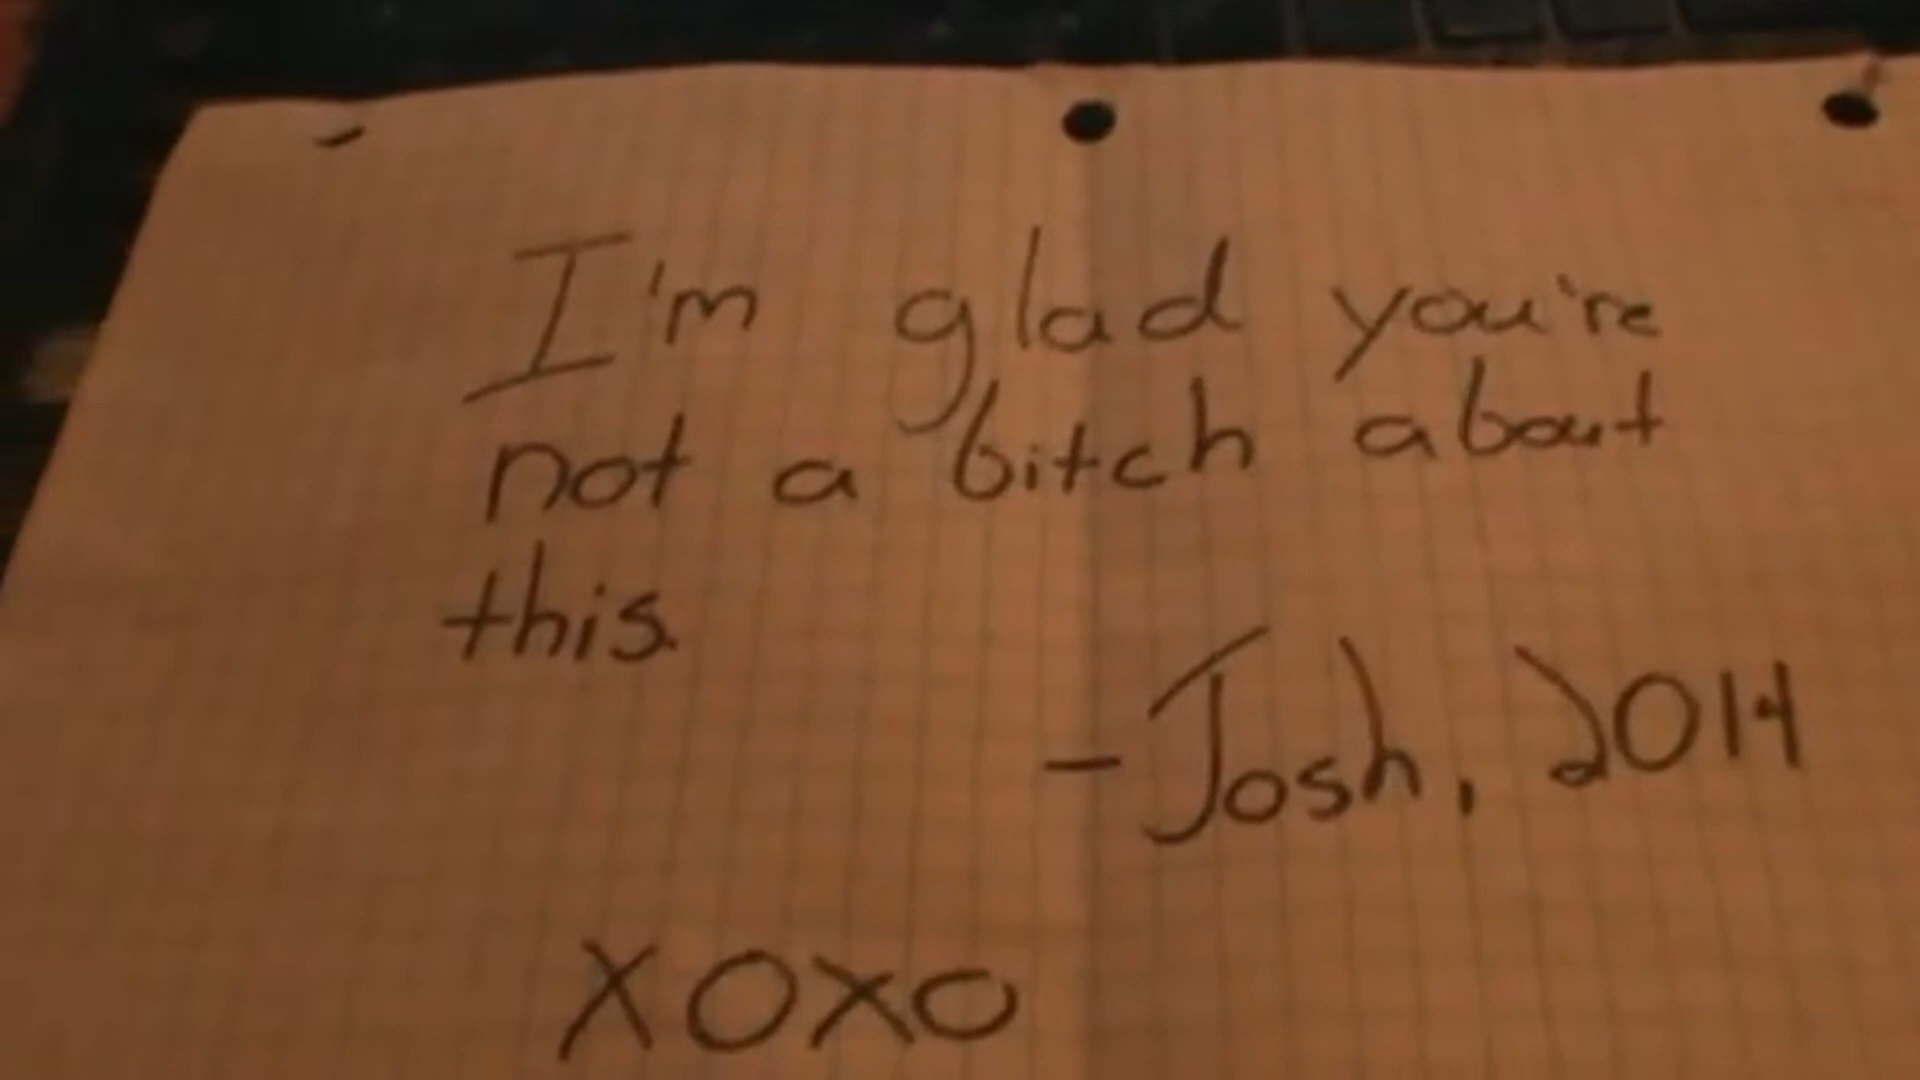 I'm glad you're
not a bitch about
this.
-Josh, 2014
XOXO